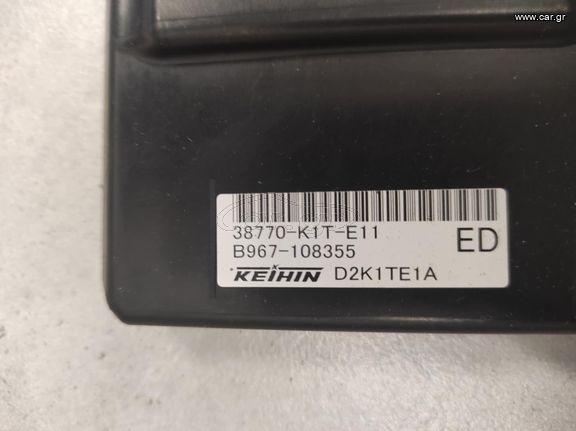 www.car.gr
38770-K1T-E11
B967-108355
ED
KEIHIN D2K1TE1A